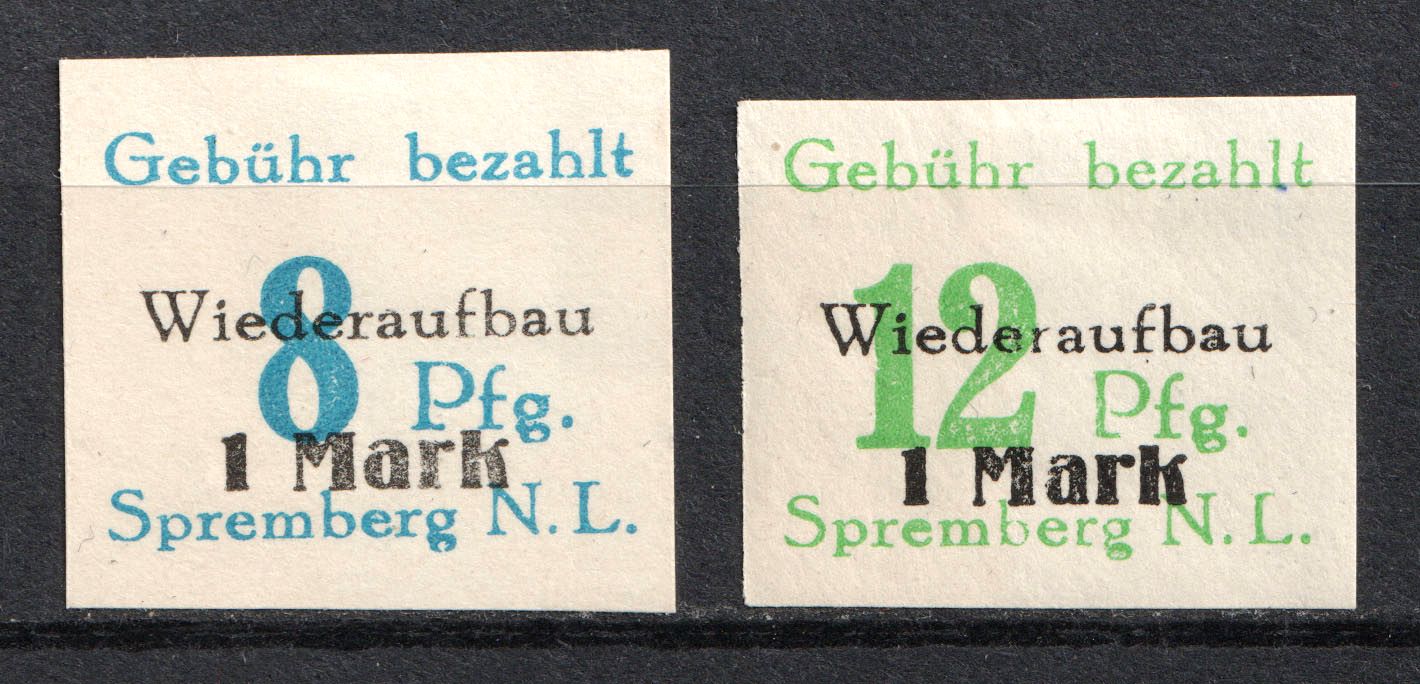 Gebühr bezahlt
Wiederaufbau
8 Pfg.
1 Mark
Spremberg N.L.
Gebühr bezahlt
Wiederaufbau
12 Pfg.
1 Mark
Spremberg N.L.